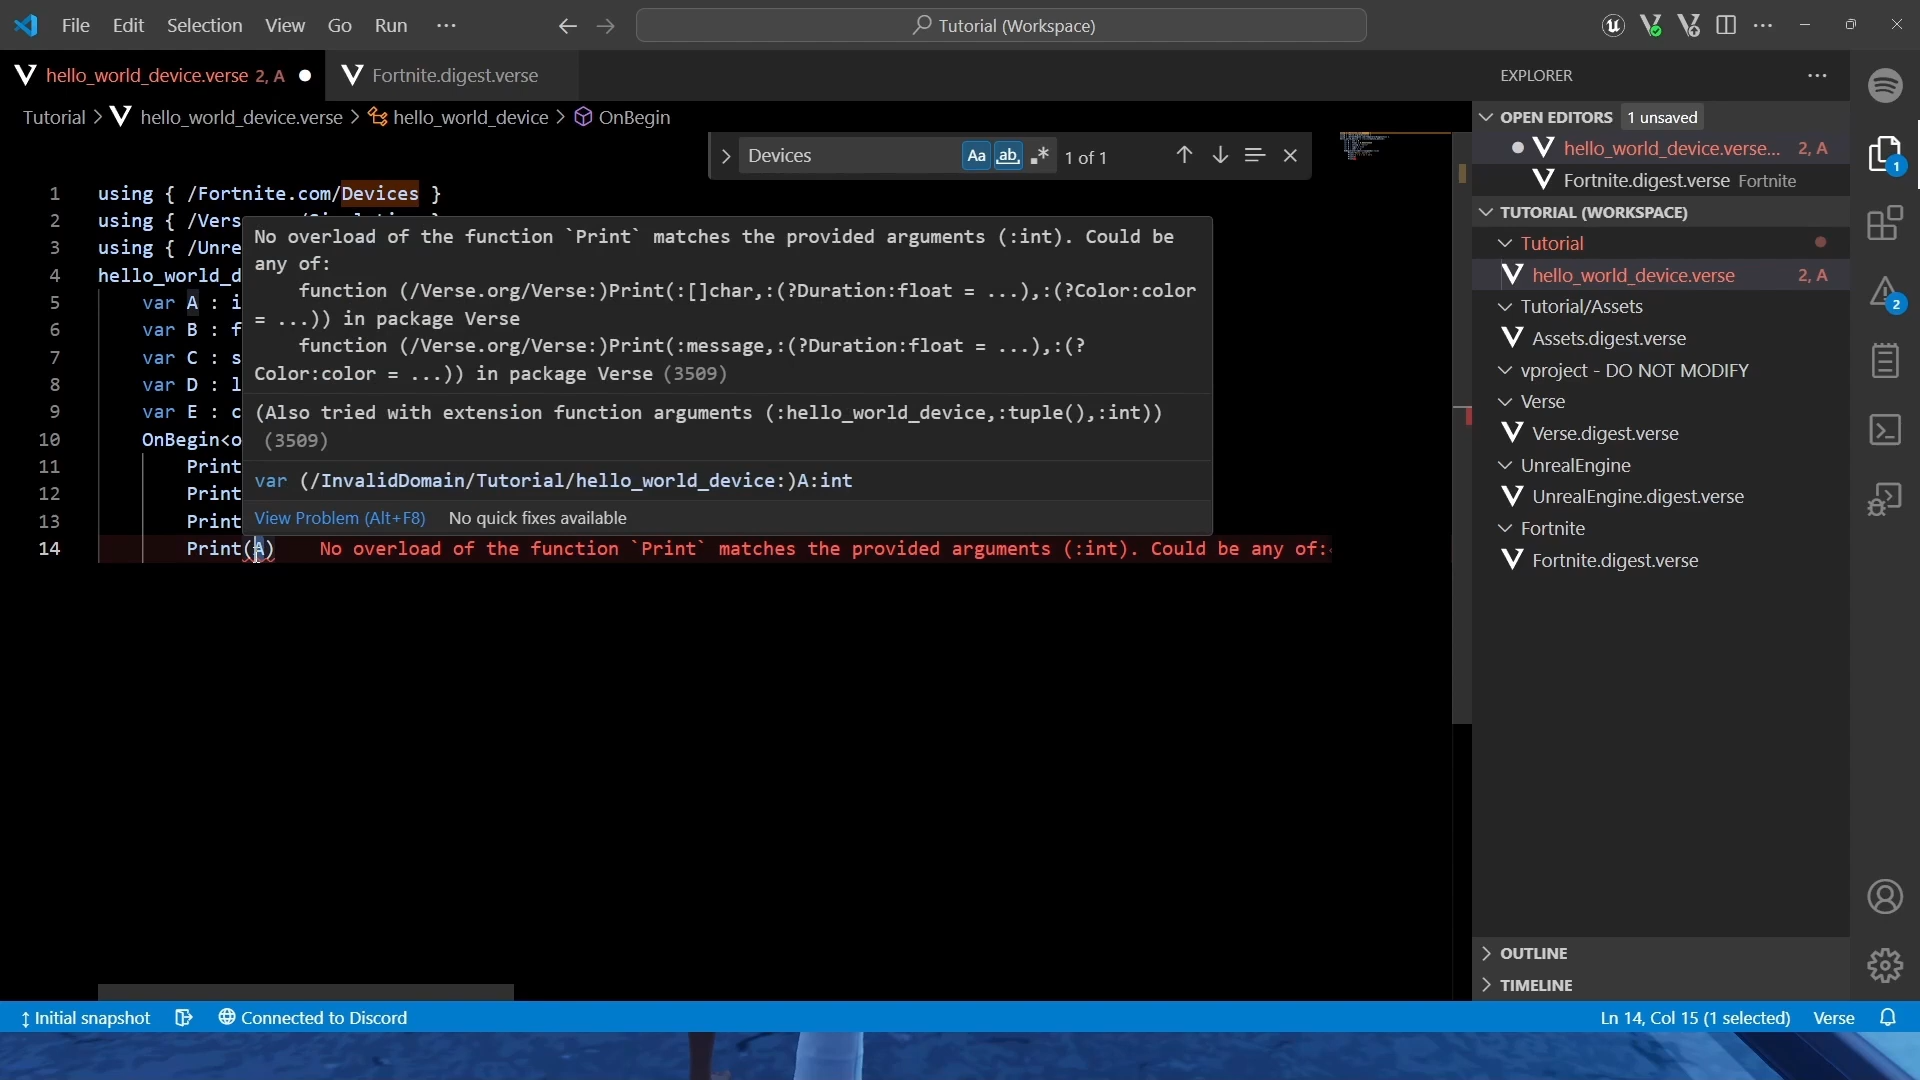 File Edit Selection View Go Run ···
Tutorial (Workspace)
hello_world_device.verse 2, A
Fortnite.digest.verse
EXPLORER
Tutorial > hello_world_device.verse > hello_world_device > OnBegin
OPEN EDITORS 1 unsaved
Devices
Aa ab, .* 1 of 1
hello_world_device.verse... 2, A
Fortnite.digest.verse Fortnite
1 using { /Fortnite.com/Devices }
2 using { /Vers
3 using { /Unre
4 hello_world_d
5 var A : i
6 var B : f
7 var C : s
8 var D : l
9 var E : c
10 OnBegin<o
11 Print
12 Print
13 Print
14 Print(A) No overload of the function `Print` matches the provided arguments (:int). Could be any of:
No overload of the function `Print` matches the provided arguments (:int). Could be
any of:
function (/Verse.org/Verse:)Print(:[]char,:(?Duration:float = ...),:(?Color:color
= ...)) in package Verse
function (/Verse.org/Verse:)Print(:message,:(?Duration:float = ...),:(?
Color:color = ...)) in package Verse (3509)
(Also tried with extension function arguments (:hello_world_device,:tuple(),:int))
(3509)
var (/InvalidDomain/Tutorial/hello_world_device:)A:int
View Problem (Alt+F8) No quick fixes available
TUTORIAL (WORKSPACE)
Tutorial
hello_world_device.verse 2, A
Tutorial/Assets
Assets.digest.verse
vproject - DO NOT MODIFY
Verse
Verse.digest.verse
UnrealEngine
UnrealEngine.digest.verse
Fortnite
Fortnite.digest.verse
OUTLINE
TIMELINE
1
2
Initial snapshot
Connected to Discord
Ln 14, Col 15 (1 selected)
Verse